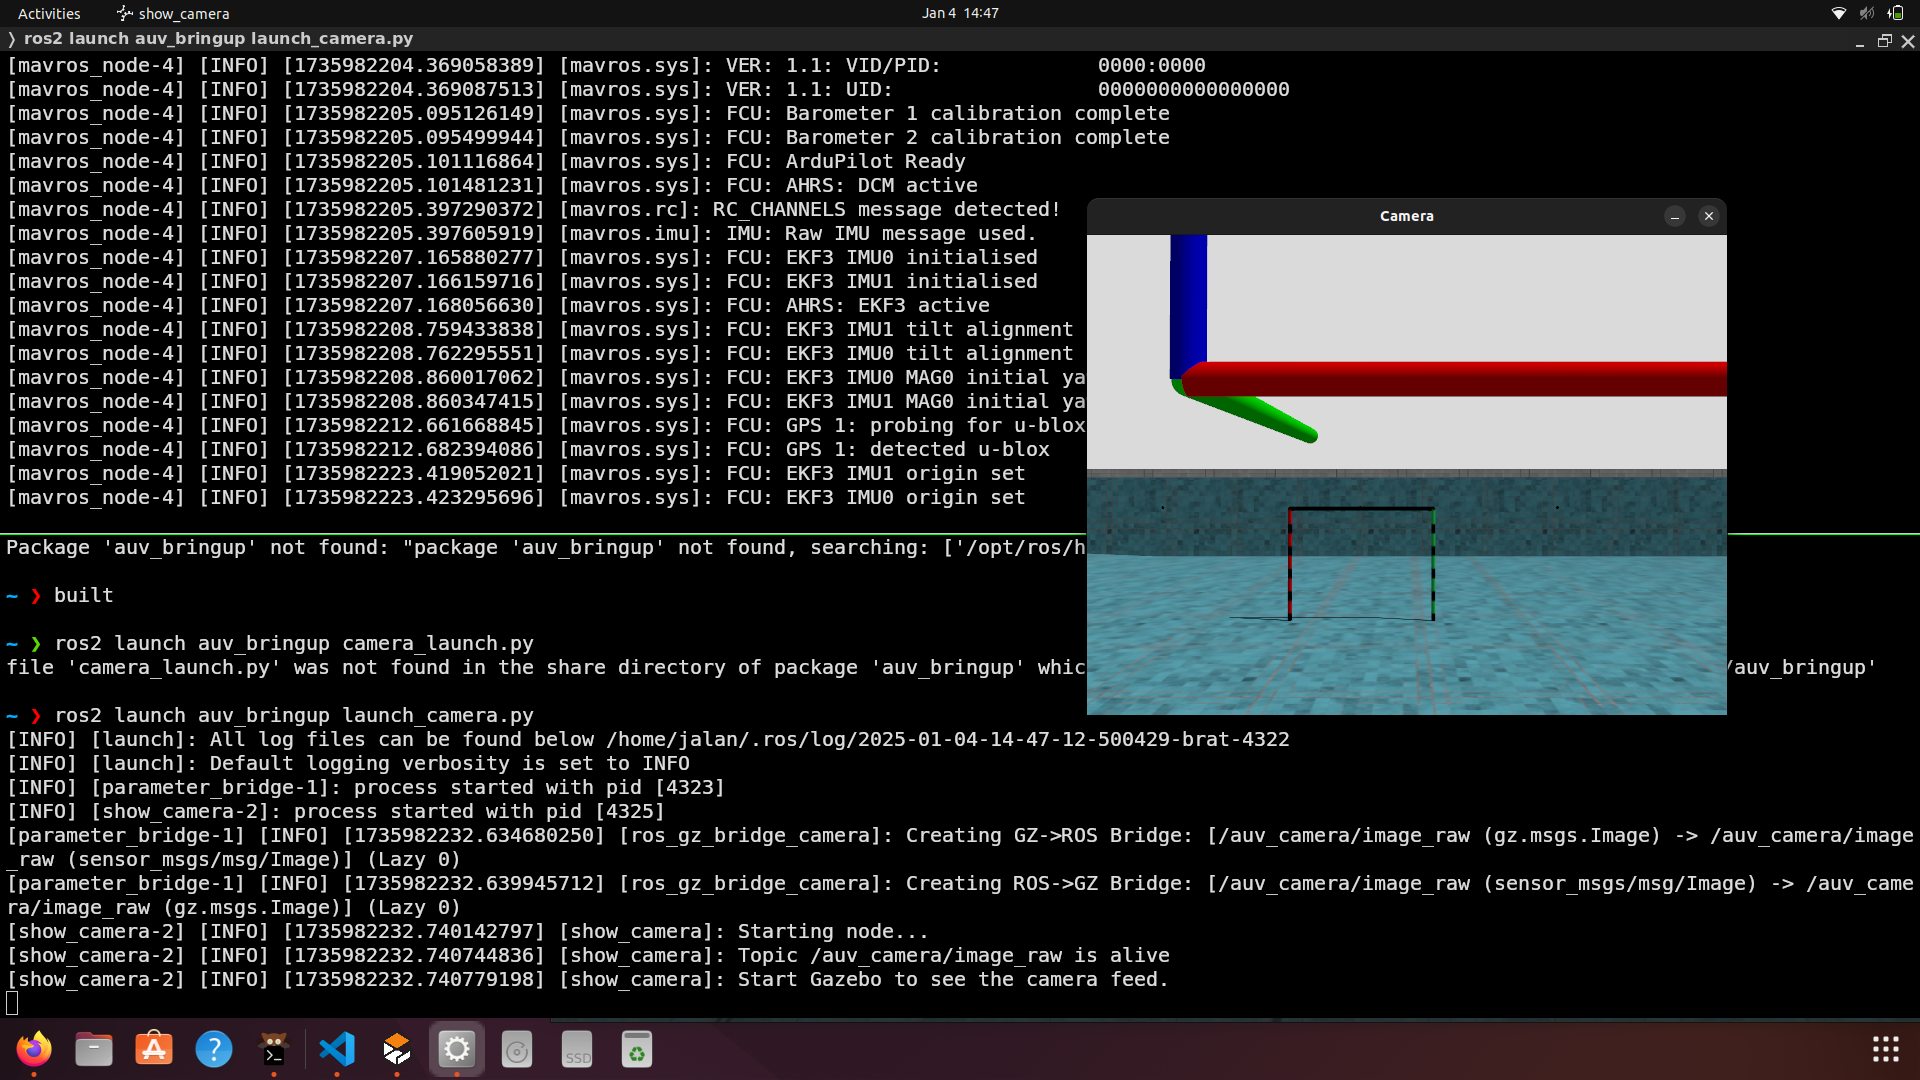 Activities
show_camera
Jan 4 14:47
⟩ ros2 launch auv_bringup launch_camera.py
[mavros_node-4] [INFO] [1735982204.369058389] [mavros.sys]: VER: 1.1: VID/PID: 0000:0000
[mavros_node-4] [INFO] [1735982204.369087513] [mavros.sys]: VER: 1.1: UID: 0000000000000000
[mavros_node-4] [INFO] [1735982205.095126149] [mavros.sys]: FCU: Barometer 1 calibration complete
[mavros_node-4] [INFO] [1735982205.095499944] [mavros.sys]: FCU: Barometer 2 calibration complete
[mavros_node-4] [INFO] [1735982205.101116864] [mavros.sys]: FCU: ArduPilot Ready
[mavros_node-4] [INFO] [1735982205.101481231] [mavros.sys]: FCU: AHRS: DCM active
[mavros_node-4] [INFO] [1735982205.397290372] [mavros.rc]: RC_CHANNELS message detected!
[mavros_node-4] [INFO] [1735982205.397605919] [mavros.imu]: IMU: Raw IMU message used.
[mavros_node-4] [INFO] [1735982207.165880277] [mavros.sys]: FCU: EKF3 IMU0 initialised
[mavros_node-4] [INFO] [1735982207.166159716] [mavros.sys]: FCU: EKF3 IMU1 initialised
[mavros_node-4] [INFO] [1735982207.168056630] [mavros.sys]: FCU: AHRS: EKF3 active
[mavros_node-4] [INFO] [1735982208.759433838] [mavros.sys]: FCU: EKF3 IMU1 tilt alignment
[mavros_node-4] [INFO] [1735982208.762295551] [mavros.sys]: FCU: EKF3 IMU0 tilt alignment
[mavros_node-4] [INFO] [1735982208.860017062] [mavros.sys]: FCU: EKF3 IMU0 MAG0 initial ya
[mavros_node-4] [INFO] [1735982208.860347415] [mavros.sys]: FCU: EKF3 IMU1 MAG0 initial ya
[mavros_node-4] [INFO] [1735982212.661668845] [mavros.sys]: FCU: GPS 1: probing for u-blox
[mavros_node-4] [INFO] [1735982212.682394086] [mavros.sys]: FCU: GPS 1: detected u-blox
[mavros_node-4] [INFO] [1735982223.419052021] [mavros.sys]: FCU: EKF3 IMU1 origin set
[mavros_node-4] [INFO] [1735982223.423295696] [mavros.sys]: FCU: EKF3 IMU0 origin set
Camera
Package 'auv_bringup' not found: "package 'auv_bringup' not found, searching: ['/opt/ros/h
~ ❯ built
~ ❯ ros2 launch auv_bringup camera_launch.py
file 'camera_launch.py' was not found in the share directory of package 'auv_bringup' whic /auv_bringup'
~ ❯ ros2 launch auv_bringup launch_camera.py
[INFO] [launch]: All log files can be found below /home/jalan/.ros/log/2025-01-04-14-47-12-500429-brat-4322
[INFO] [launch]: Default logging verbosity is set to INFO
[INFO] [parameter_bridge-1]: process started with pid [4323]
[INFO] [show_camera-2]: process started with pid [4325]
[parameter_bridge-1] [INFO] [1735982232.634680250] [ros_gz_bridge_camera]: Creating GZ->ROS Bridge: [/auv_camera/image_raw (gz.msgs.Image) -> /auv_camera/image
_raw (sensor_msgs/msg/Image)] (Lazy 0)
[parameter_bridge-1] [INFO] [1735982232.639945712] [ros_gz_bridge_camera]: Creating ROS->GZ Bridge: [/auv_camera/image_raw (sensor_msgs/msg/Image) -> /auv_came
ra/image_raw (gz.msgs.Image)] (Lazy 0)
[show_camera-2] [INFO] [1735982232.740142797] [show_camera]: Starting node...
[show_camera-2] [INFO] [1735982232.740744836] [show_camera]: Topic /auv_camera/image_raw is alive
[show_camera-2] [INFO] [1735982232.740779198] [show_camera]: Start Gazebo to see the camera feed.
SSD